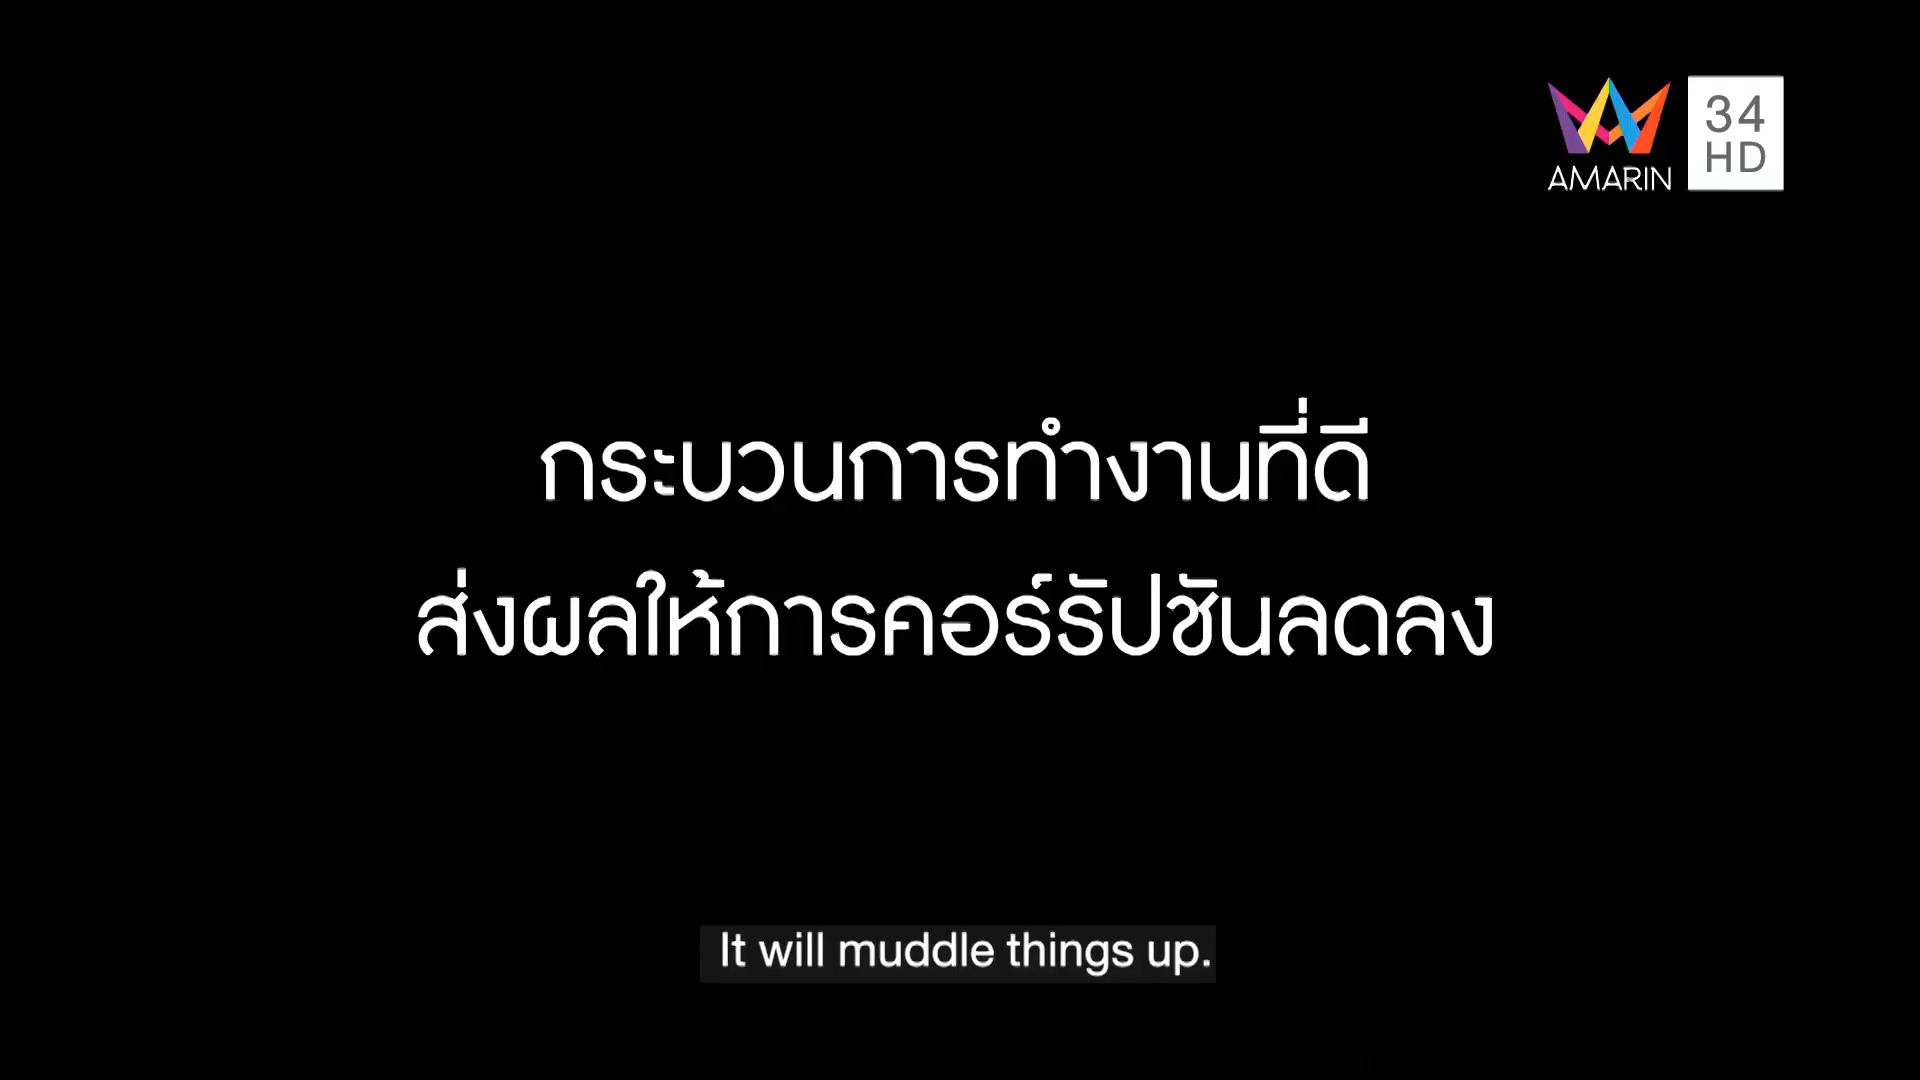 AMARIN
34
HD
กระบวนการทำงานที่ดี
ส่งผลให้การคอร์รัปชันลดลง
It will muddle things up.